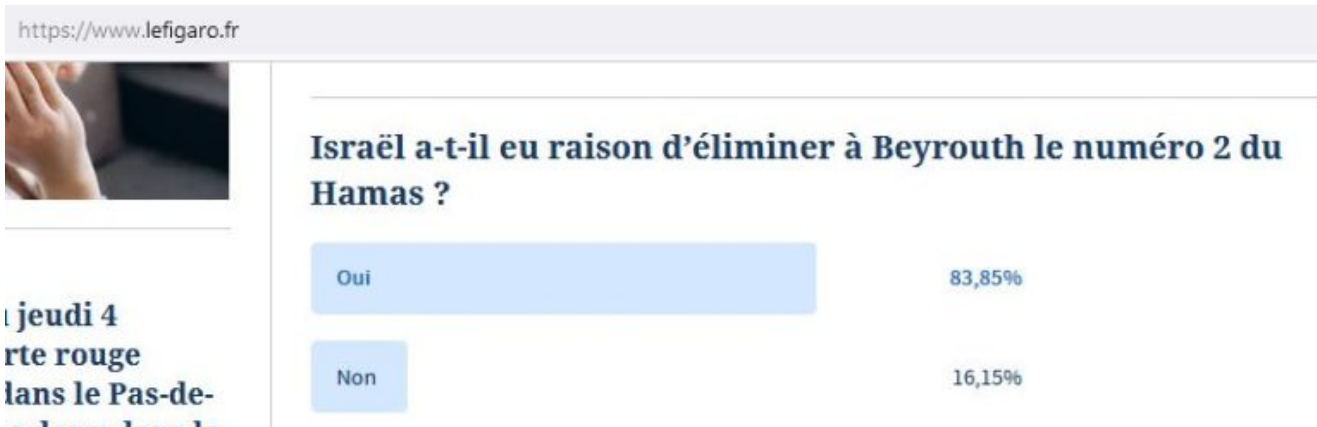 https://www.lefigaro.fr
Israël a-t-il eu raison d'éliminer à Beyrouth le numéro 2 du
Hamas ?
Oui 83,85%
Non 16,15%
jeudi 4
rte rouge
dans le Pas-de-